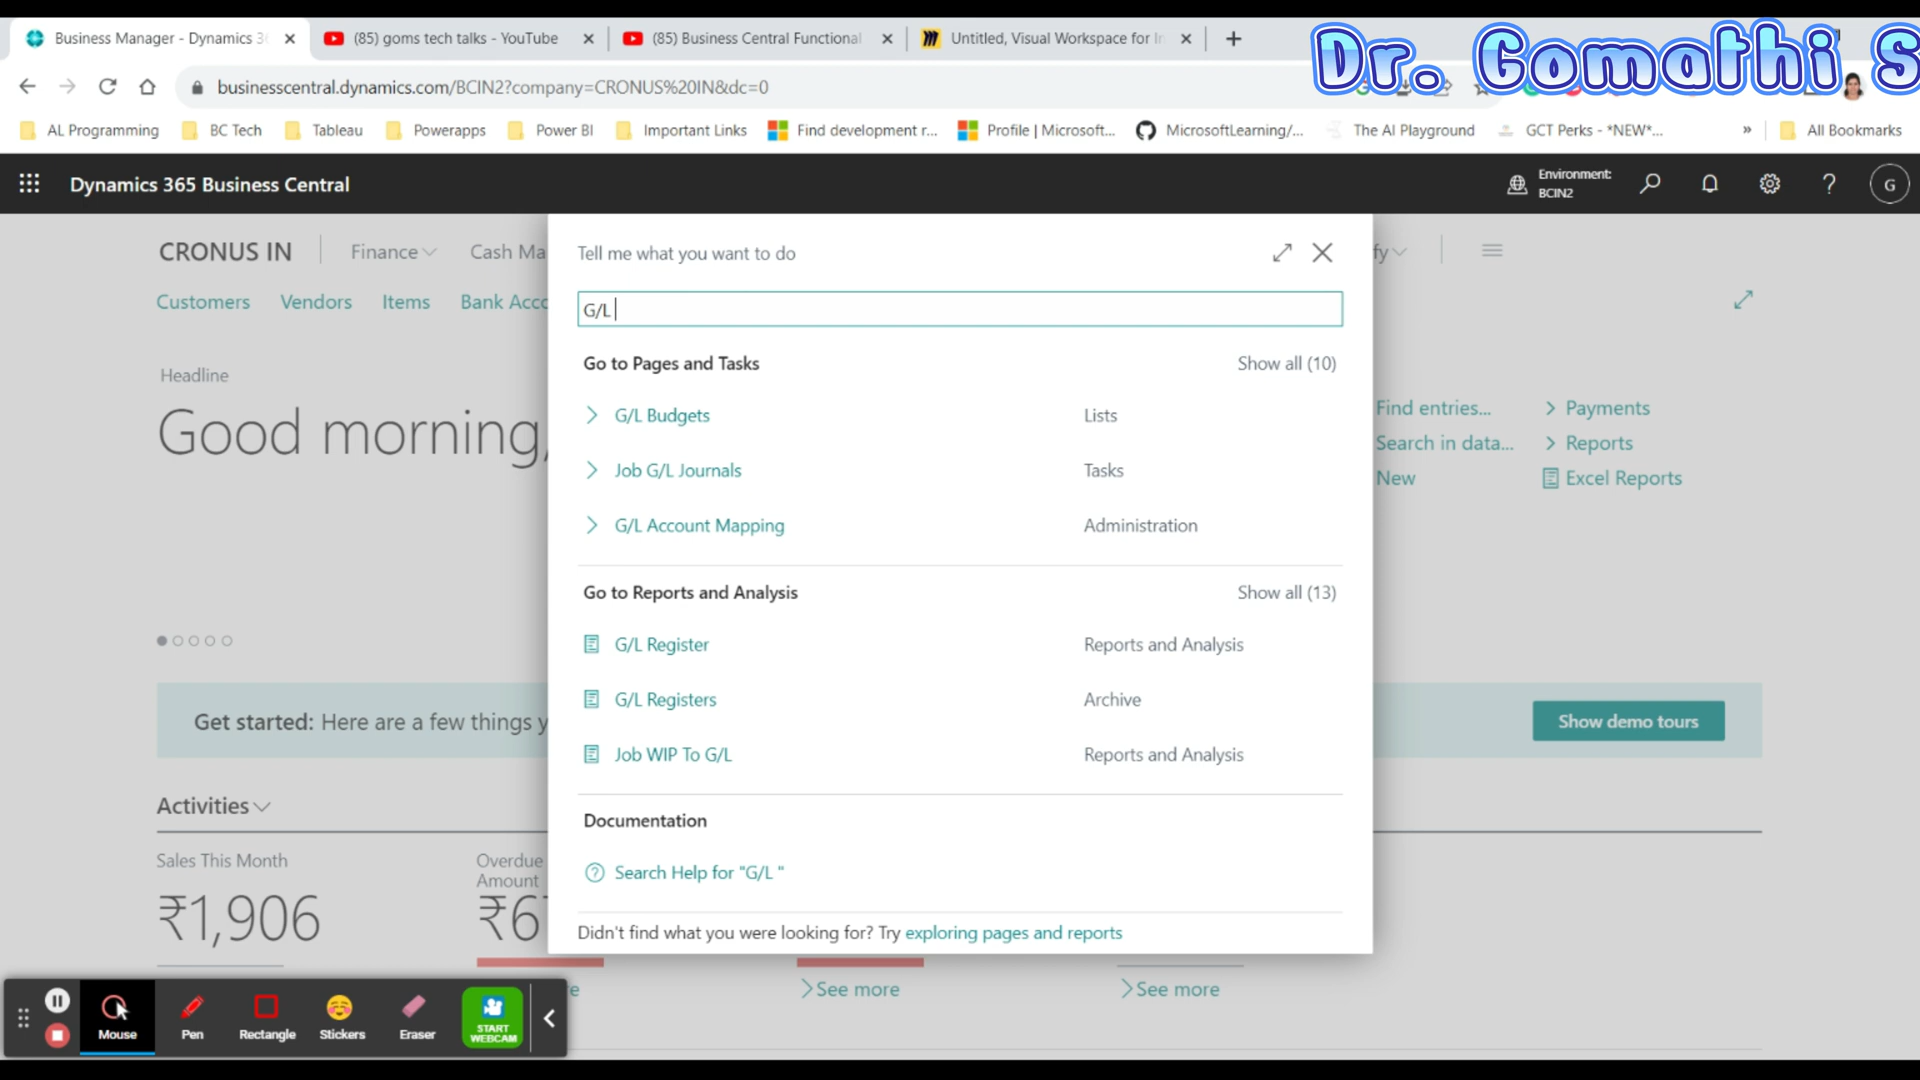 Business Manager - Dynamics 3
(85) goms tech talks - YouTube
(85) Business Central Functional
Untitled, Visual Workspace for In
Dr. Gomathi S
businesscentral.dynamics.com/BCIN2?company=CRONUS%20IN&dc=0
AL Programming
BC Tech
Tableau
Powerapps
Power BI
Important Links
Find development r...
Profile | Microsoft...
MicrosoftLearning/...
The AI Playground
GCT Perks - *NEW*...
»
All Bookmarks
Dynamics 365 Business Central
Environment:
BCIN2
?
G
CRONUS IN
Finance
Cash Ma
fy
Customers
Vendors
Items
Bank Acco
Headline
Good morning,
Find entries...
Payments
Search in data...
Reports
New
Excel Reports
Tell me what you want to do
G/L
Go to Pages and Tasks
Show all (10)
G/L Budgets
Lists
Job G/L Journals
Tasks
G/L Account Mapping
Administration
Go to Reports and Analysis
Show all (13)
G/L Register
Reports and Analysis
G/L Registers
Archive
Job WIP To G/L
Reports and Analysis
Documentation
Search Help for "G/L "
Didn't find what you were looking for? Try exploring pages and reports
Get started: Here are a few things y
Show demo tours
Activities
Sales This Month
₹1,906
Overdue
Amount
₹6
e
See more
See more
Mouse
Pen
Rectangle
Stickers
Eraser
START
WEBCAM